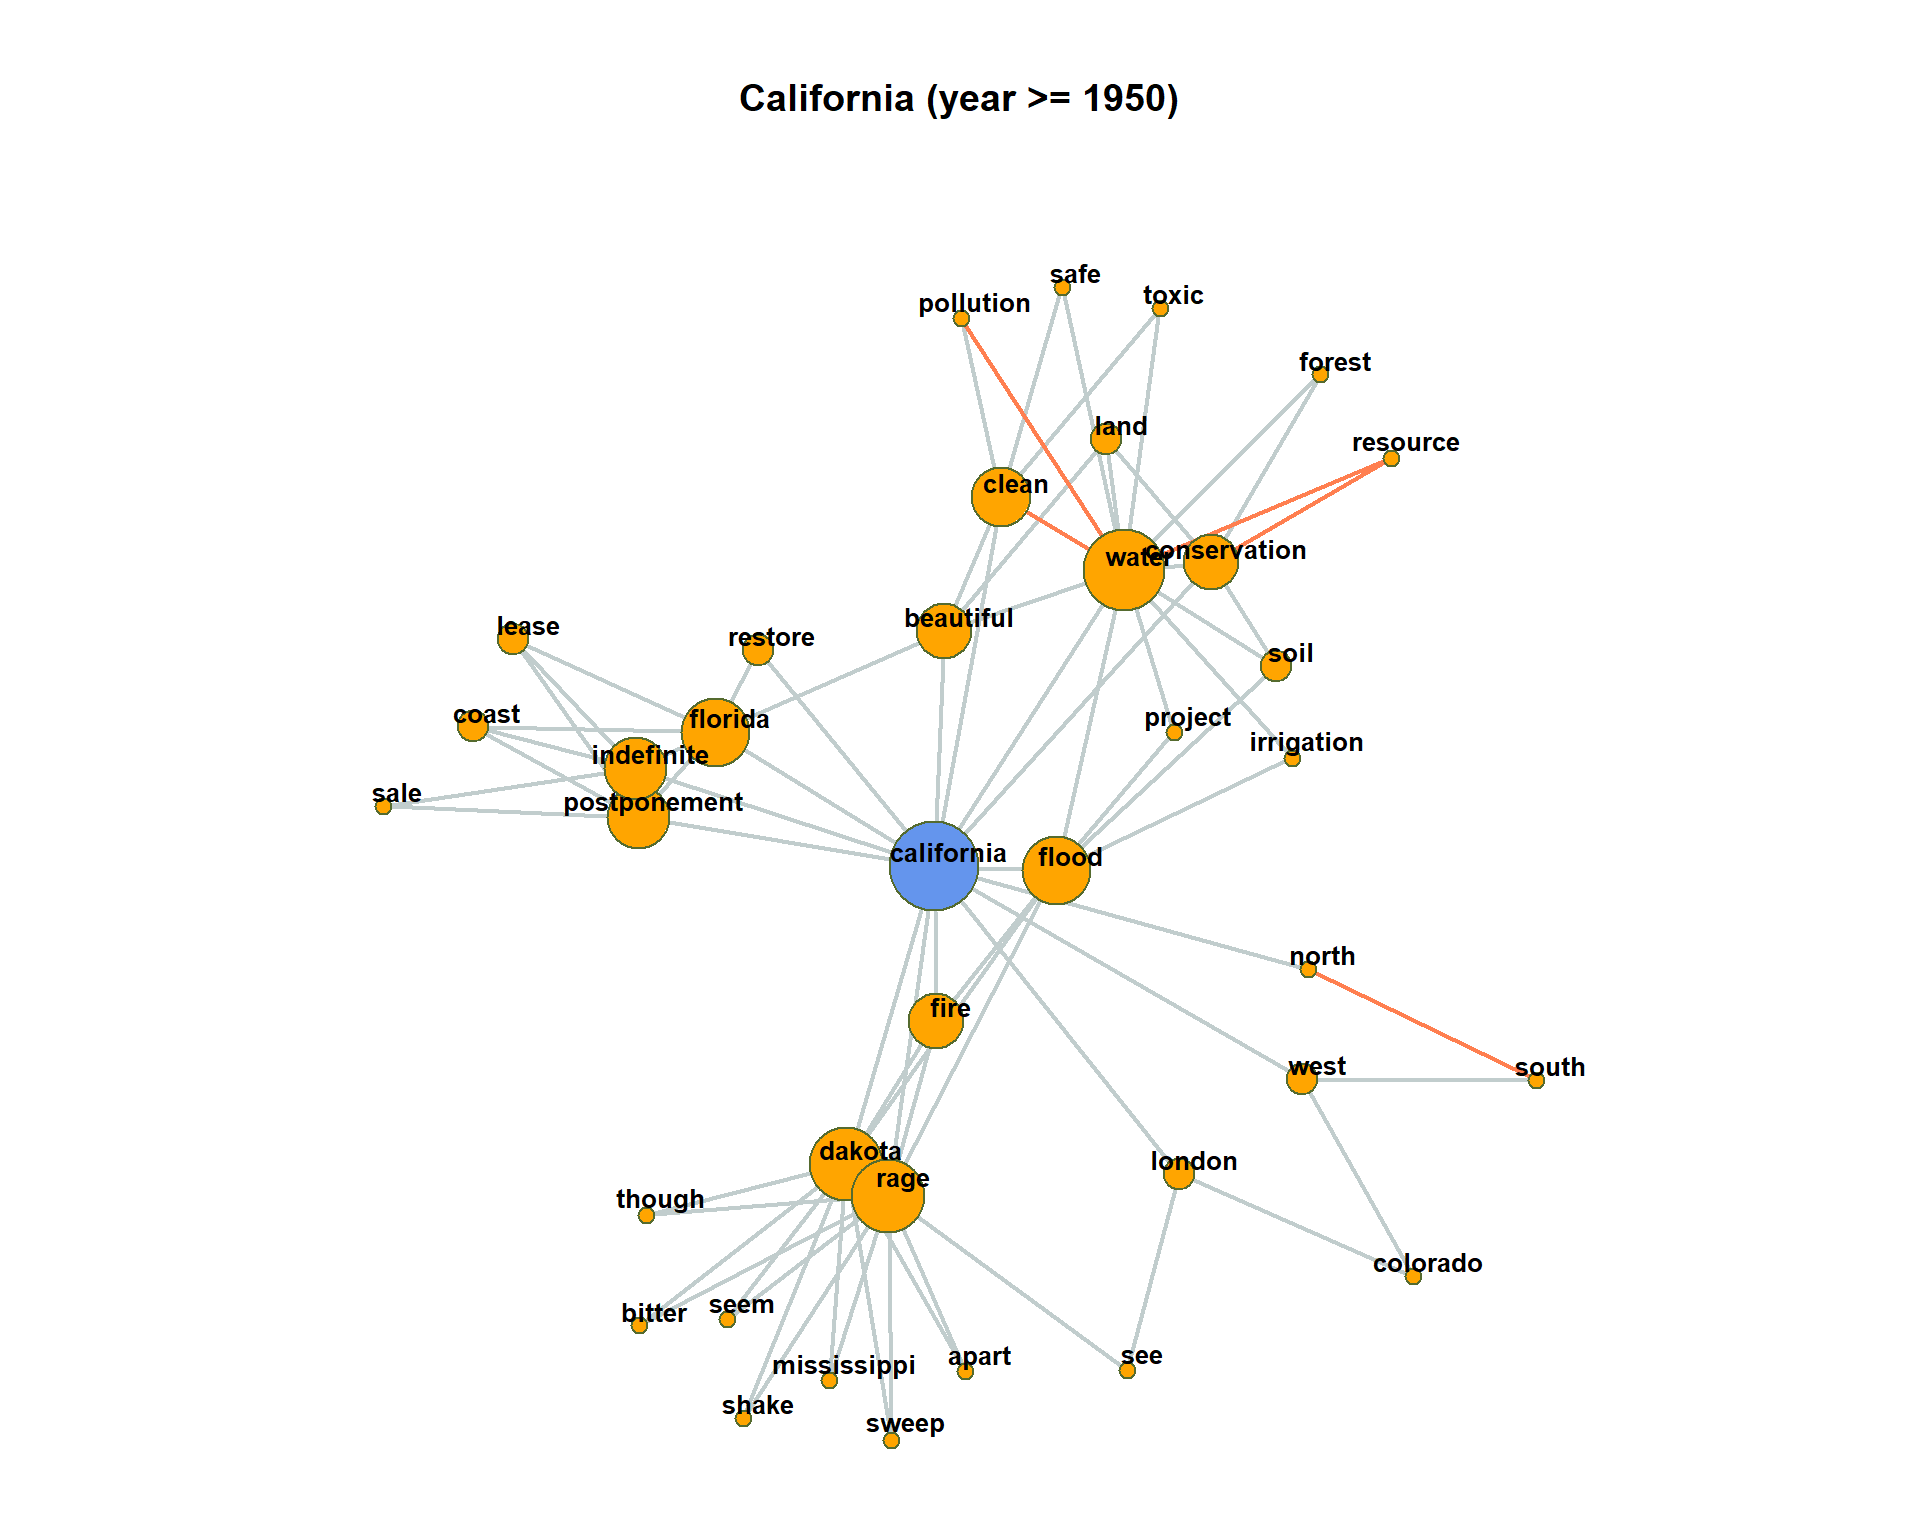 California (year >= 1950)
safe
toxic
pollution
forest
land
resource
clean
water
conservation
beautiful
lease
restore
soil
coast
florida
project
irrigation
indefinite
sale
postponement
california
flood
north
fire
west
south
dakota
london
rage
though
colorado
bitter
seem
mississippi
apart
see
shake
sweep